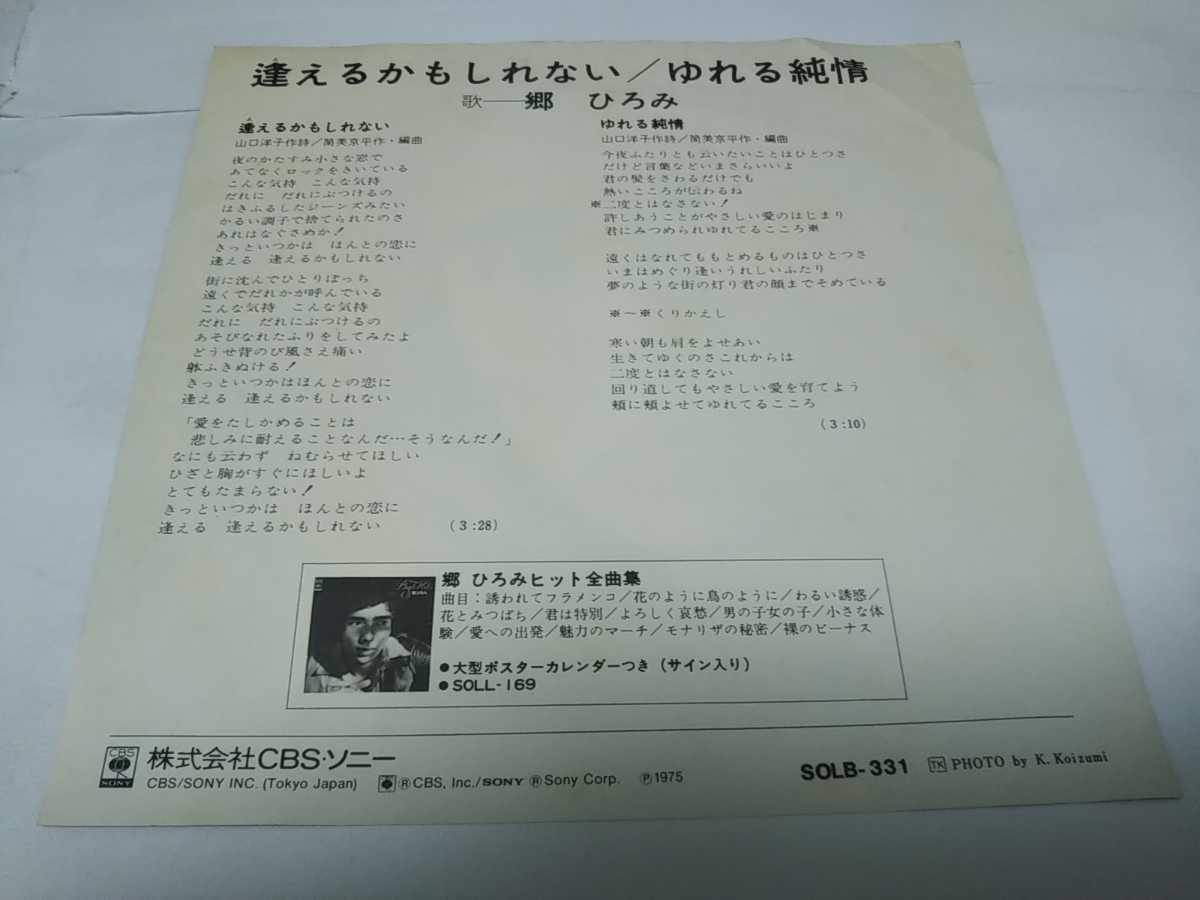 逢えるかもしれない／ゆれる純情
歌──郷　ひろみ
逢えるかもしれない
山口洋子作詩／筒美京平作・編曲
夜のかたすみ小さな窓で
あてなくロックをきいている
こんな気持　こんな気持
だれに　だれにぶつけるの
はきふるしたジーンズみたい
かるい調子で捨てられたのさ
あれはなぐさめか！
きっといつかは　ほんとの恋に
逢える　逢えるかもしれない
街に沈んでひとりぼっち
遠くでだれかが呼んでいる
こんな気持　こんな気持
だれに　だれにぶつけるの
あそびなれたふりをしてみたよ
どうせ背のび風さえ痛い
躰ふきぬける！
きっといつかはほんとの恋に
逢える　逢えるかもしれない
「愛をたしかめることは
悲しみに耐えることなんだ…そうなんだ！」
なにも云わず　ねむらせてほしい
ひざと胸がすぐにほしいよ
とてもたまらない！
きっといつかは　ほんとの恋に
逢える　逢えるかもしれない　（3:28）
ゆれる純情
山口洋子作詩／筒美京平作・編曲
今夜ふたりとも云いたいことはひとつさ
だけど言葉などいまさらいいよ
君の髪をさわるだけでも
熱いこころが伝わるね
※二度とはなさない！
許しあうことがやさしい愛のはじまり
君にみつめられゆれてるこころ※
遠くはなれてももとめるものはひとつさ
いまはめぐり逢いうれしいふたり
夢のような街の灯り君の顔までそめている
※～※くりかえし
寒い朝も肩をよせあい
生きてゆくのさこれからは
二度とはなさない
回り道してもやさしい愛を育てよう
頬に頬よせてゆれてるこころ
（3:10）
郷 ひろみヒット全曲集
曲目：誘われてフラメンコ／花のように鳥のように／わるい誘惑／
花とみつばち／君は特別／よろしく哀愁／男の子女の子／小さな体
験／愛への出発／魅力のマーチ／モナリザの秘密／裸のビーナス
●大型ポスターカレンダーつき（サイン入り）
●SOLL-169
CBS
SONY
株式会社CBS・ソニー
CBS/SONY INC. (Tokyo Japan)　®CBS, Inc./SONY ®Sony Corp.　℗1975
SOLB-331　TK PHOTO by K. Koizumi